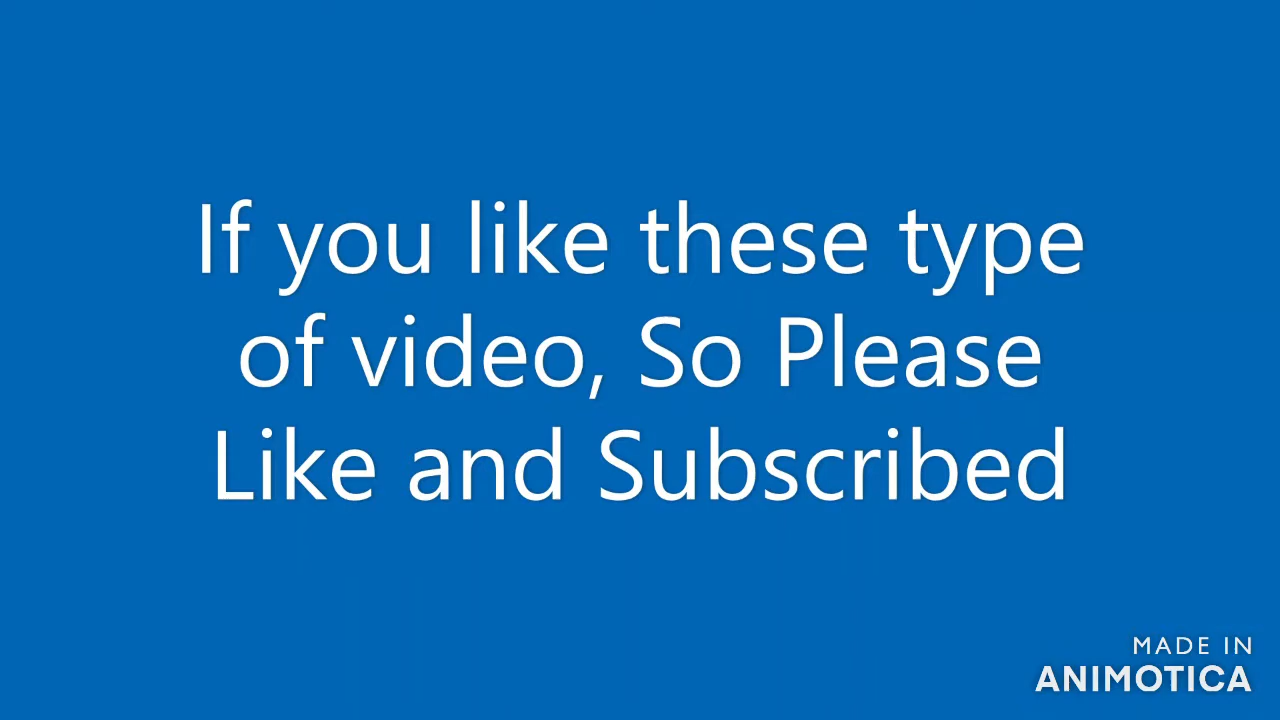 If you like these type
of video, So Please
Like and Subscribed
MADE IN
ANIMOTICA